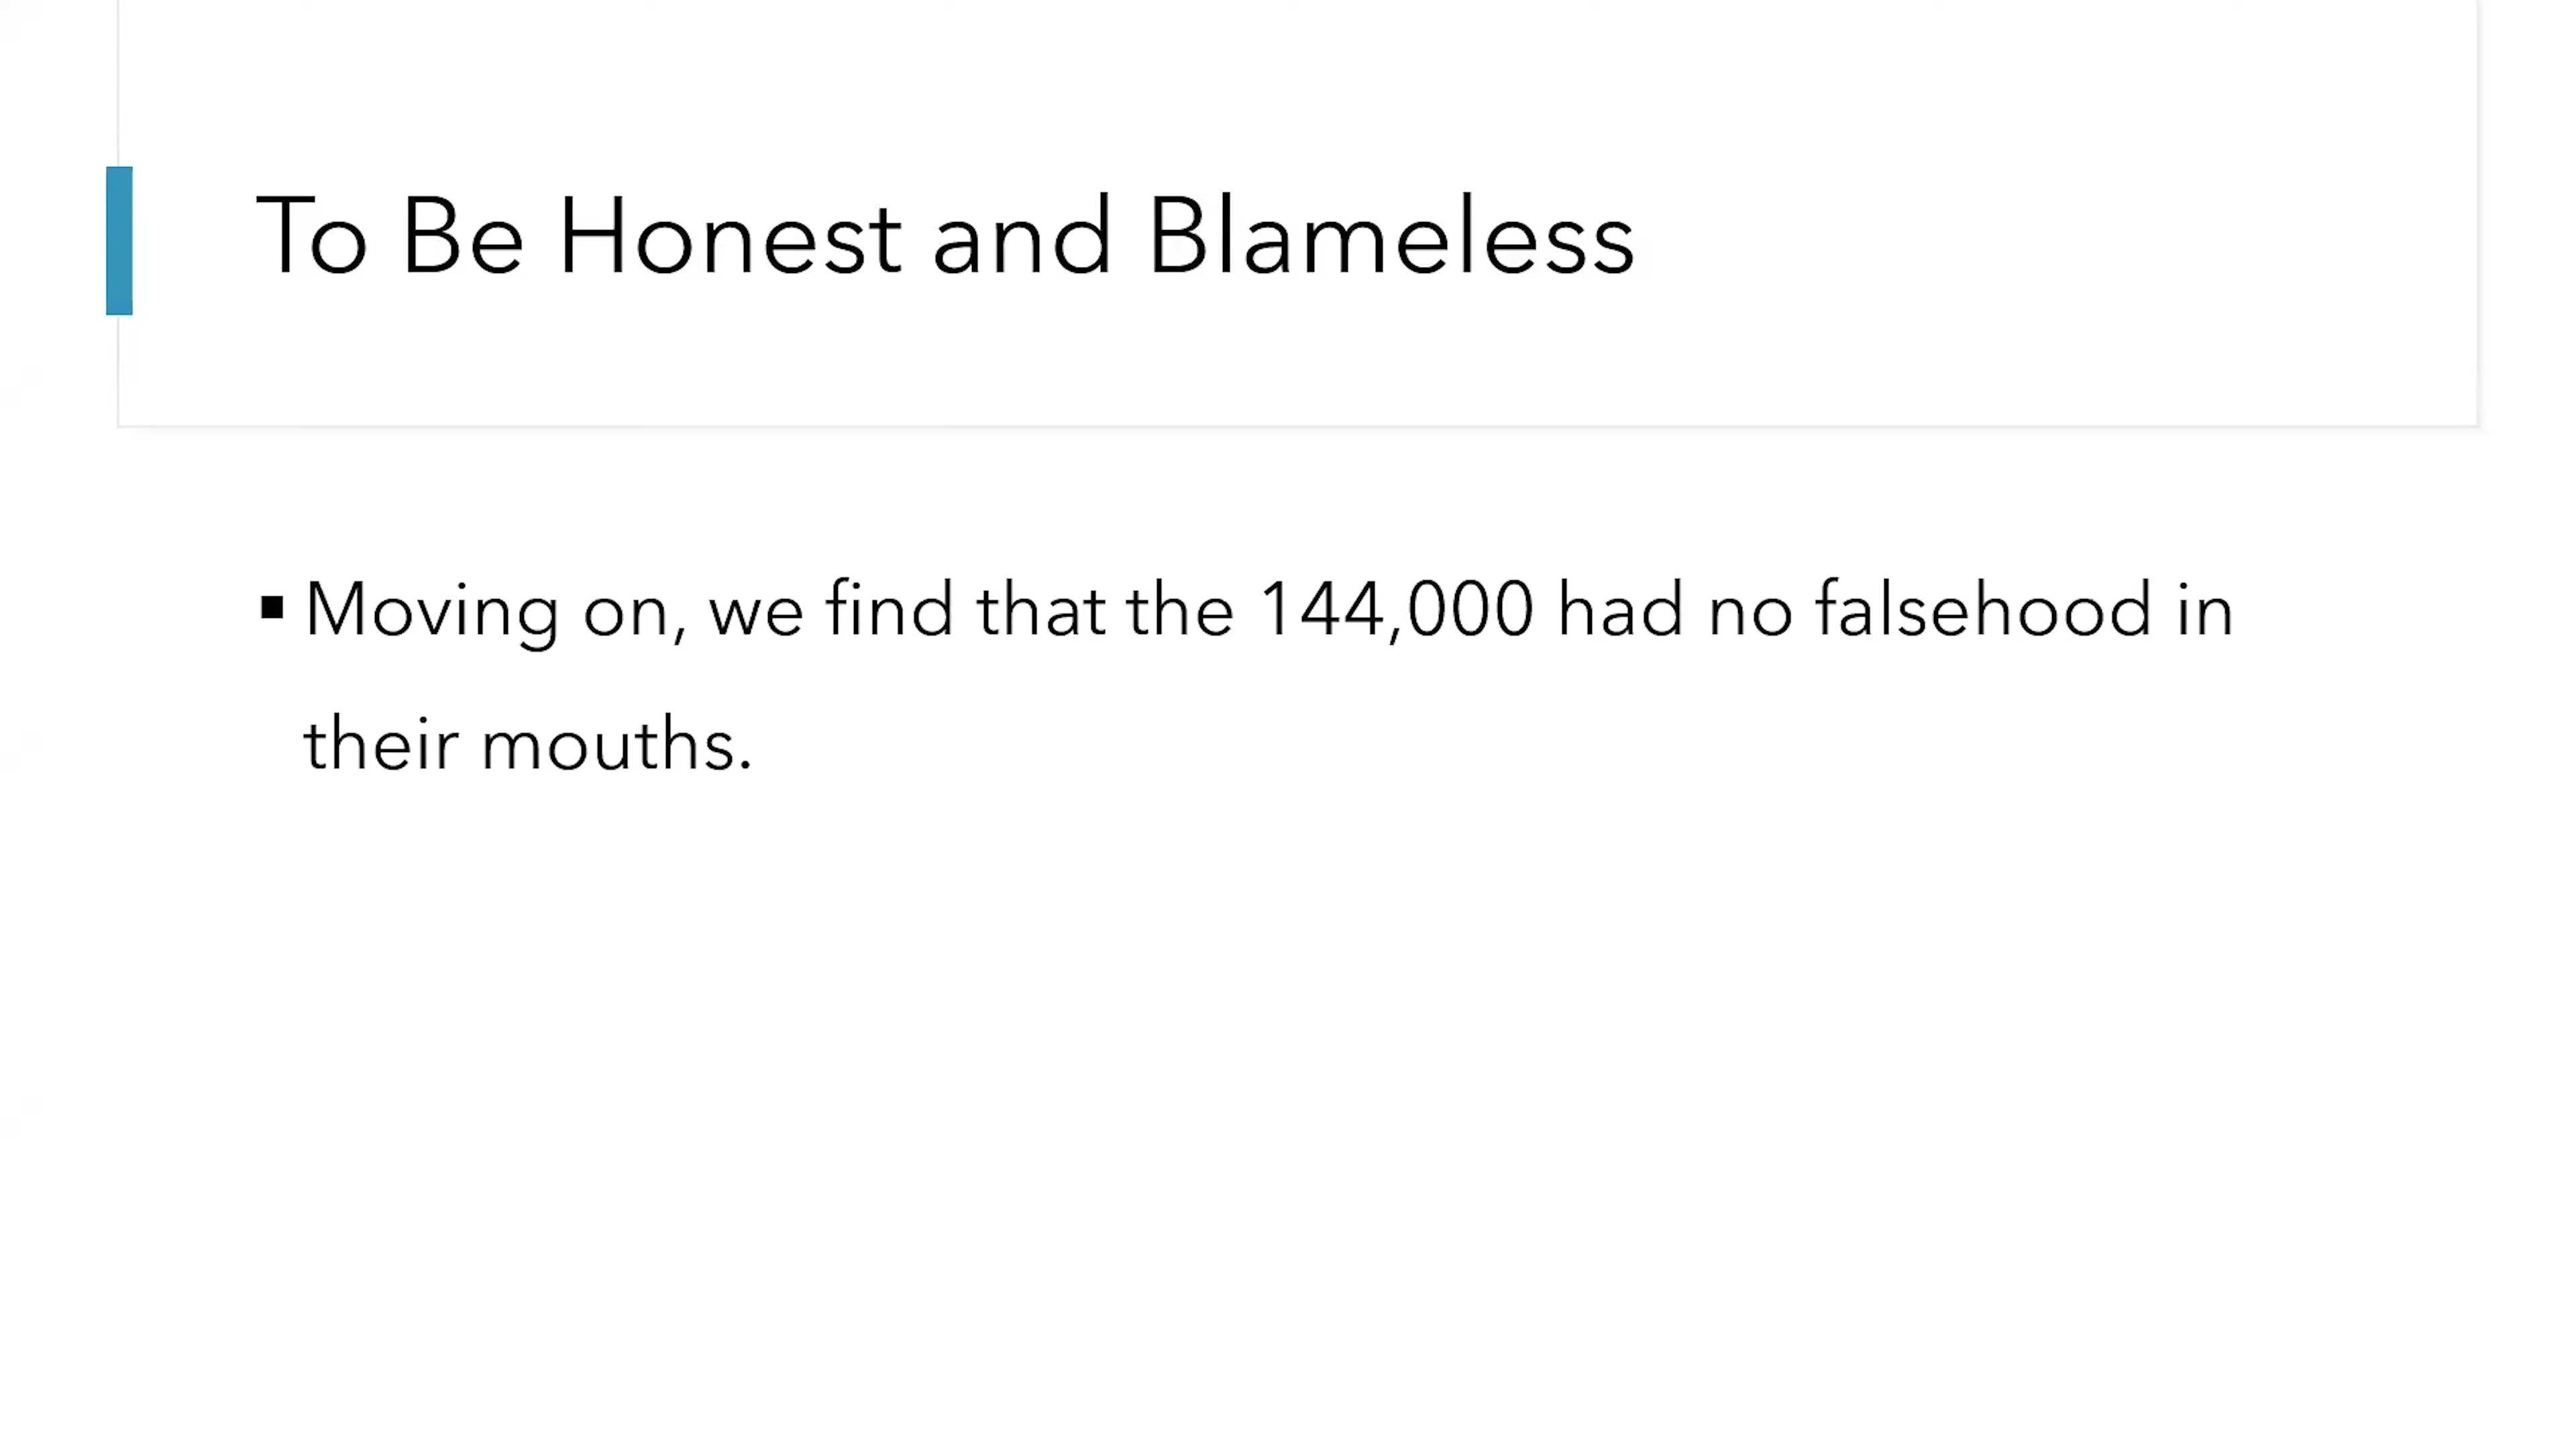 To Be Honest and Blameless
▪ Moving on, we find that the 144,000 had no falsehood in
their mouths.